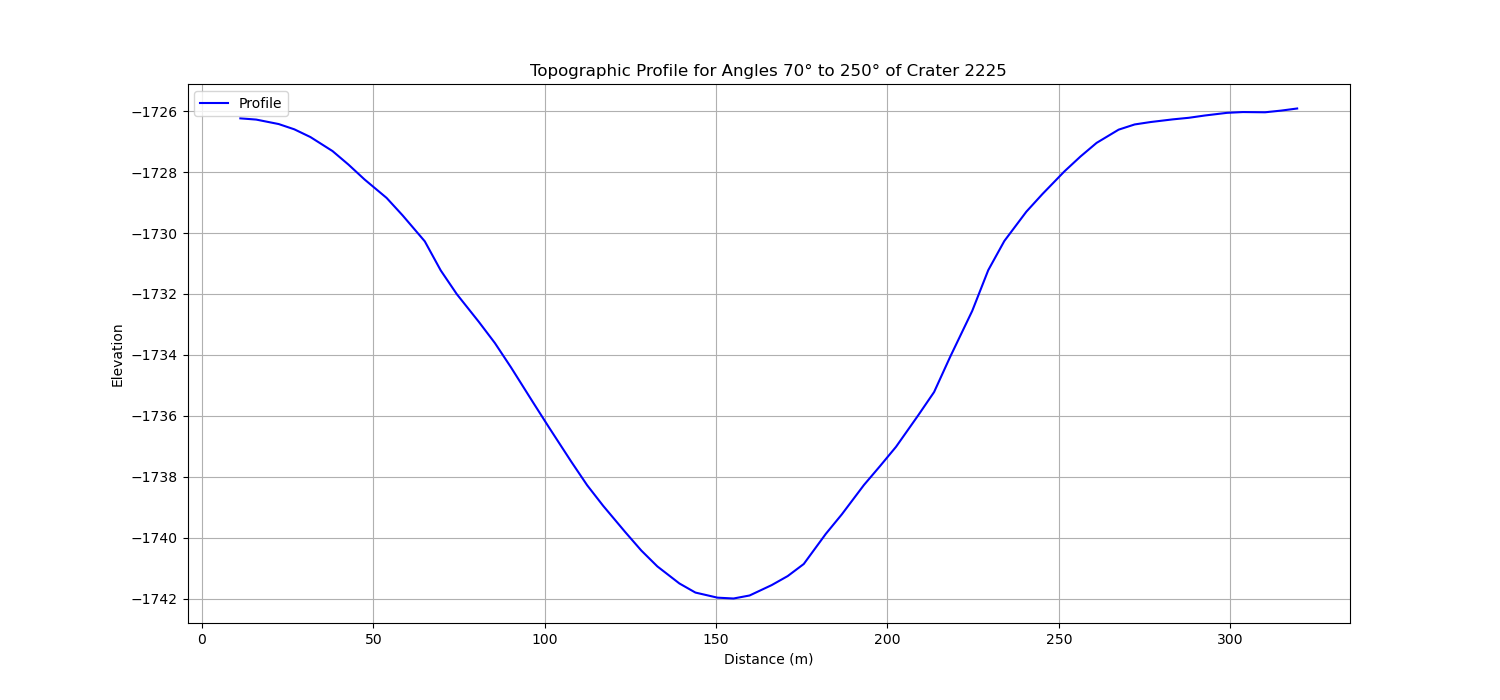 Topographic Profile for Angles 70° to 250° of Crater 2225
Profile
−1726
−1728
−1730
−1732
−1734
−1736
−1738
−1740
−1742
Elevation
0 50 100 150 200 250 300
Distance (m)